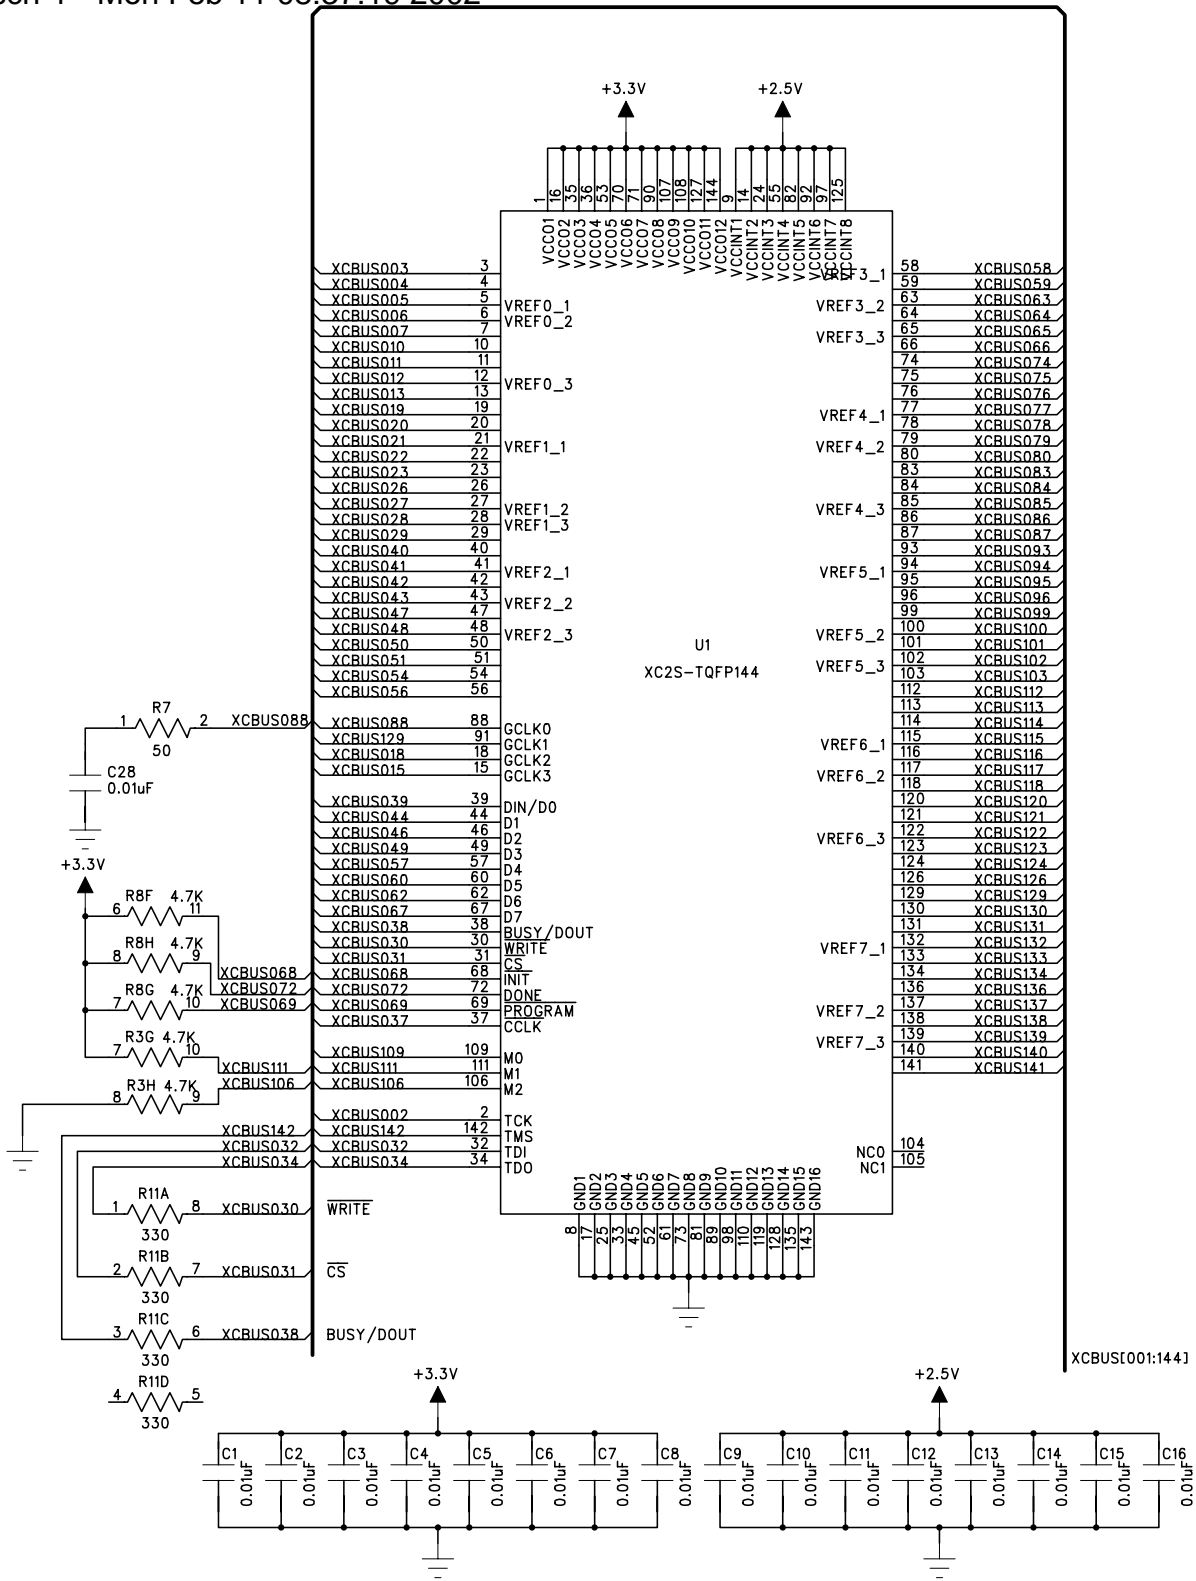 Mon Feb 11 03:37:16 2002
+3.3V +2.5V
1 16 35 36 53 70 71 90 107 108 127 144 9 14 24 55 82 92 97 125
VCCO1 VCCO2 VCCO3 VCCO4 VCCO5 VCCO6 VCCO7 VCCO8 VCCO9 VCCO10 VCCO11 VCCO12 VCCINT1 VCCINT2 VCCINT3 VCCINT4 VCCINT5 VCCINT6 VCCINT7 VCCINT8
XCBUS003 3
XCBUS004 4
XCBUS005 5 VREF0_1
XCBUS006 6 VREF0_2
XCBUS007 7
XCBUS010 10
XCBUS011 11
XCBUS012 12 VREF0_3
XCBUS013 13
XCBUS019 19
XCBUS020 20
XCBUS021 21 VREF1_1
XCBUS022 22
XCBUS023 23
XCBUS026 26
XCBUS027 27 VREF1_2
XCBUS028 28 VREF1_3
XCBUS029 29
XCBUS040 40
XCBUS041 41 VREF2_1
XCBUS042 42
XCBUS043 43 VREF2_2
XCBUS047 47
XCBUS048 48 VREF2_3
XCBUS050 50
XCBUS051 51
XCBUS054 54
XCBUS056 56
R7
1 2 XCBUS088
50
C28
0.01uF
XCBUS088 88 GCLK0
XCBUS129 91 GCLK1
XCBUS018 18 GCLK2
XCBUS015 15 GCLK3
XCBUS039 39 DIN/D0
XCBUS044 44 D1
XCBUS046 46 D2
XCBUS049 49 D3
XCBUS057 57 D4
XCBUS060 60 D5
XCBUS062 62 D6
XCBUS067 67 D7
XCBUS038 38 BUSY/DOUT
XCBUS030 30 WRITE
XCBUS031 31 CS
XCBUS068 68 INIT
XCBUS072 72 DONE
XCBUS069 69 PROGRAM
XCBUS037 37 CCLK
XCBUS109 109 M0
XCBUS111 111 M1
XCBUS106 106 M2
XCBUS002 2 TCK
XCBUS142 142 TMS
XCBUS032 32 TDI
XCBUS034 34 TDO
+3.3V
R8F 4.7K
6 11
R8H 4.7K
8 9
XCBUS068
XCBUS072
R8G 4.7K
7 10 XCBUS069
R3G 4.7K
7 10
XCBUS111
XCBUS106
R3H 4.7K
8 9
XCBUS142
XCBUS032
XCBUS034
R11A
1 8 XCBUS030 WRITE
330
R11B
2 7 XCBUS031 CS
330
R11C
3 6 XCBUS038 BUSY/DOUT
330
R11D
4 5
330
U1
XC2S-TQFP144
VREF3_1 58 XCBUS058
59 XCBUS059
VREF3_2 63 XCBUS063
64 XCBUS064
VREF3_3 65 XCBUS065
66 XCBUS066
74 XCBUS074
75 XCBUS075
76 XCBUS076
VREF4_1 77 XCBUS077
78 XCBUS078
VREF4_2 79 XCBUS079
80 XCBUS080
83 XCBUS083
84 XCBUS084
VREF4_3 85 XCBUS085
86 XCBUS086
87 XCBUS087
93 XCBUS093
VREF5_1 94 XCBUS094
95 XCBUS095
96 XCBUS096
99 XCBUS099
VREF5_2 100 XCBUS100
101 XCBUS101
VREF5_3 102 XCBUS102
103 XCBUS103
112 XCBUS112
113 XCBUS113
114 XCBUS114
VREF6_1 115 XCBUS115
116 XCBUS116
VREF6_2 117 XCBUS117
118 XCBUS118
120 XCBUS120
121 XCBUS121
VREF6_3 122 XCBUS122
123 XCBUS123
124 XCBUS124
126 XCBUS126
129 XCBUS129
130 XCBUS130
131 XCBUS131
VREF7_1 132 XCBUS132
133 XCBUS133
134 XCBUS134
136 XCBUS136
VREF7_2 137 XCBUS137
138 XCBUS138
VREF7_3 139 XCBUS139
140 XCBUS140
141 XCBUS141
NC0 104
NC1 105
GND1 GND2 GND3 GND4 GND5 GND6 GND7 GND8 GND9 GND10 GND11 GND12 GND13 GND14 GND15 GND16
8 17 25 33 45 52 61 73 81 89 98 110 119 128 135 143
XCBUS[001:144]
+3.3V +2.5V
C1 C2 C3 C4 C5 C6 C7 C8 C9 C10 C11 C12 C13 C14 C15 C16
0.01uF 0.01uF 0.01uF 0.01uF 0.01uF 0.01uF 0.01uF 0.01uF 0.01uF 0.01uF 0.01uF 0.01uF 0.01uF 0.01uF 0.01uF 0.01uF